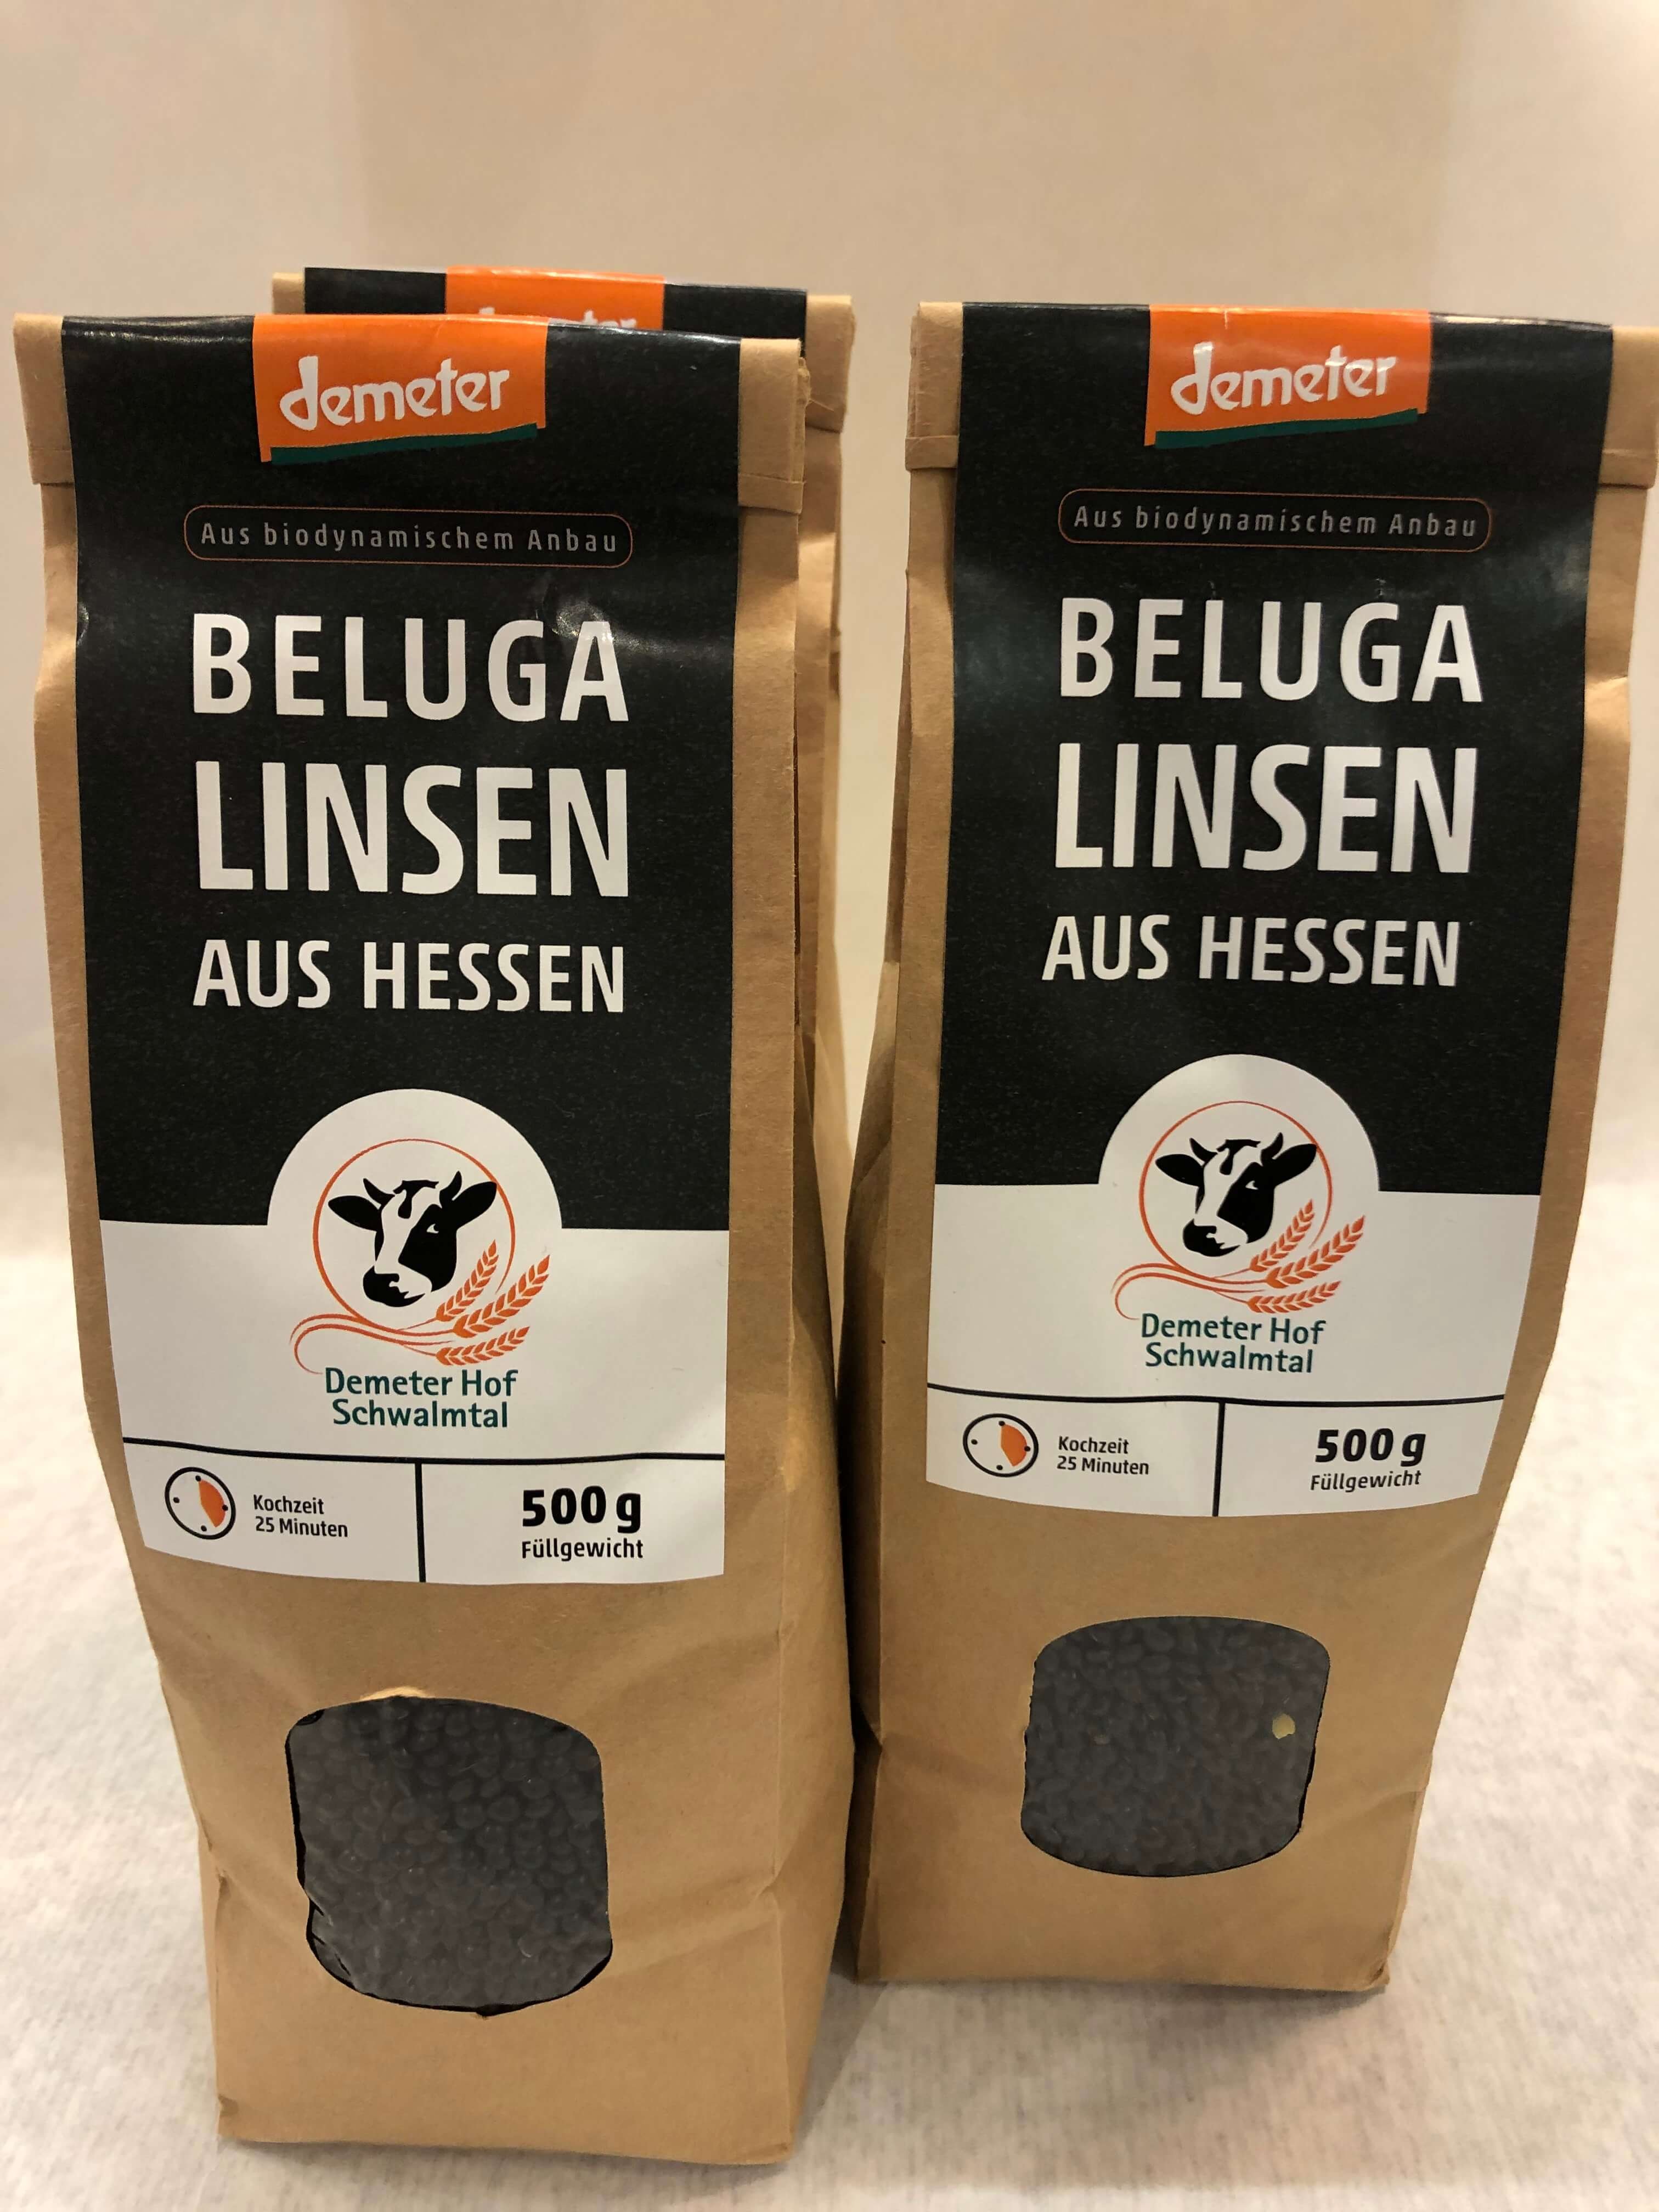 demeter
demeter
Aus biodynamischem Anbau
BELUGA
LINSEN
AUS HESSEN
Demeter Hof
Schwalmtal
Kochzeit
25 Minuten
500 g
Füllgewicht
demeter
Aus biodynamischem Anbau
BELUGA
LINSEN
AUS HESSEN
Demeter Hof
Schwalmtal
Kochzeit
25 Minuten
500 g
Füllgewicht